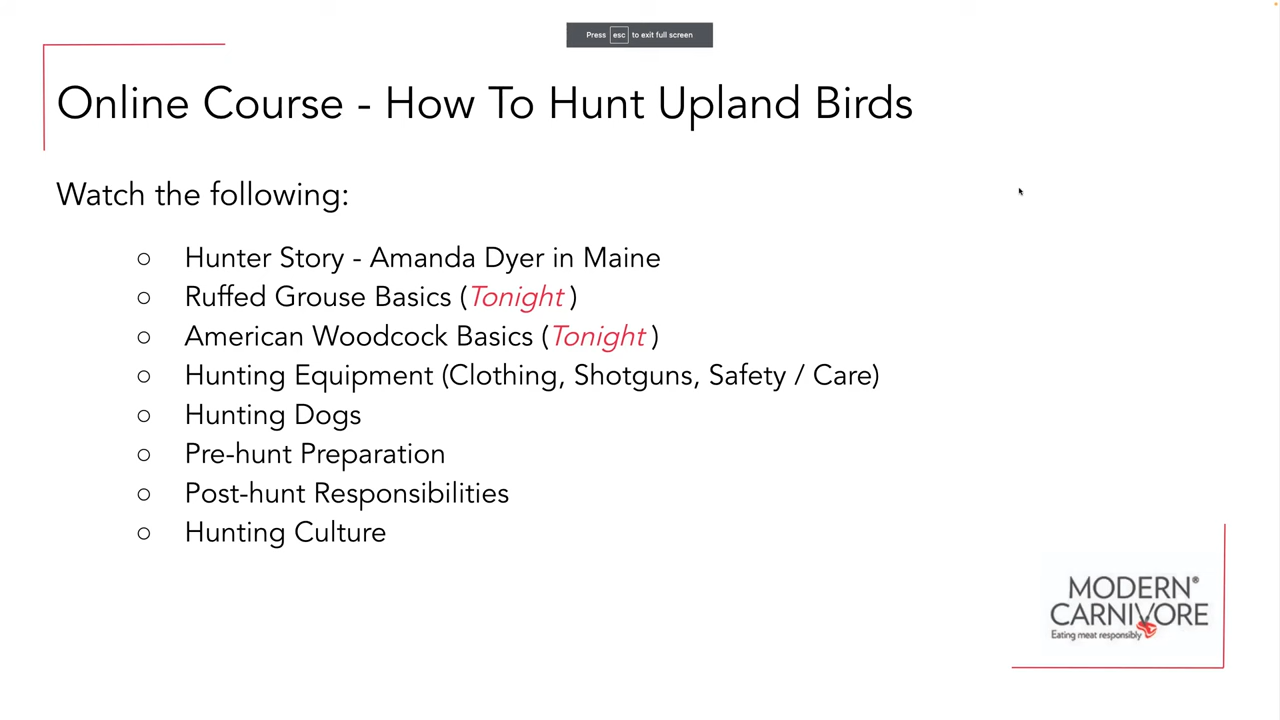 Press esc to exit full screen
Online Course - How To Hunt Upland Birds
Watch the following:
○ Hunter Story - Amanda Dyer in Maine
○ Ruffed Grouse Basics (Tonight )
○ American Woodcock Basics (Tonight )
○ Hunting Equipment (Clothing, Shotguns, Safety / Care)
○ Hunting Dogs
○ Pre-hunt Preparation
○ Post-hunt Responsibilities
○ Hunting Culture
MODERN®
CARNIVORE
Eating meat responsibly